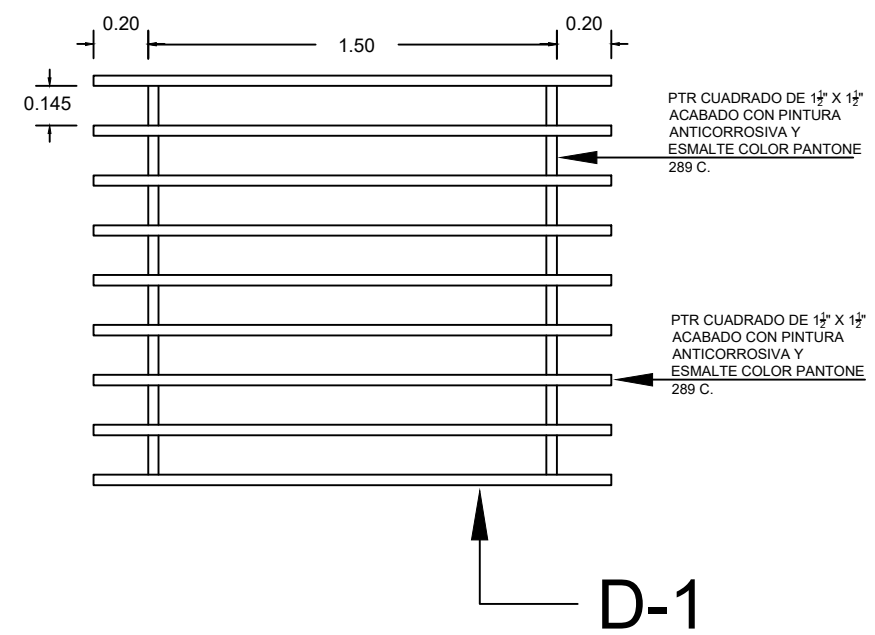 0.20
1.50
0.20
0.145
PTR CUADRADO DE 1½" X 1½"
ACABADO CON PINTURA
ANTICORROSIVA Y
ESMALTE COLOR PANTONE
289 C.
PTR CUADRADO DE 1½" X 1½"
ACABADO CON PINTURA
ANTICORROSIVA Y
ESMALTE COLOR PANTONE
289 C.
D-1